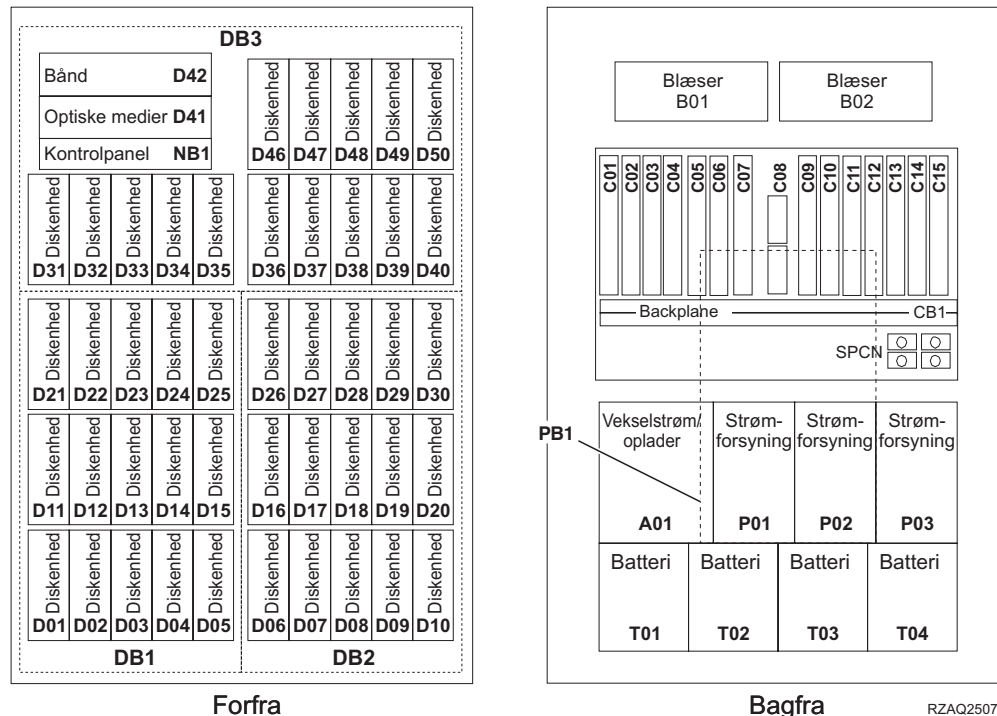 DB3
Bånd D42
Optiske medier D41
Kontrolpanel NB1
Diskenhed Diskenhed Diskenhed Diskenhed Diskenhed
D46 D47 D48 D49 D50
Diskenhed Diskenhed Diskenhed Diskenhed Diskenhed Diskenhed Diskenhed Diskenhed Diskenhed Diskenhed
D31 D32 D33 D34 D35 D36 D37 D38 D39 D40
Diskenhed Diskenhed Diskenhed Diskenhed Diskenhed Diskenhed Diskenhed Diskenhed Diskenhed Diskenhed
D21 D22 D23 D24 D25 D26 D27 D28 D29 D30
Diskenhed Diskenhed Diskenhed Diskenhed Diskenhed Diskenhed Diskenhed Diskenhed Diskenhed Diskenhed
D11 D12 D13 D14 D15 D16 D17 D18 D19 D20
Diskenhed Diskenhed Diskenhed Diskenhed Diskenhed Diskenhed Diskenhed Diskenhed Diskenhed Diskenhed
D01 D02 D03 D04 D05 D06 D07 D08 D09 D10
DB1 DB2
Forfra
Blæser
B01
Blæser
B02
C01 C02 C03 C04 C05 C06 C07 C08 C09 C10 C11 C12 C13 C14 C15
Backplane CB1
SPCN
PB1
Vekselstrøm/
oplader
A01
Strøm-
forsyning
P01
Strøm-
forsyning
P02
Strøm-
forsyning
P03
Batteri Batteri Batteri Batteri
T01 T02 T03 T04
Bagfra
RZAQ2507